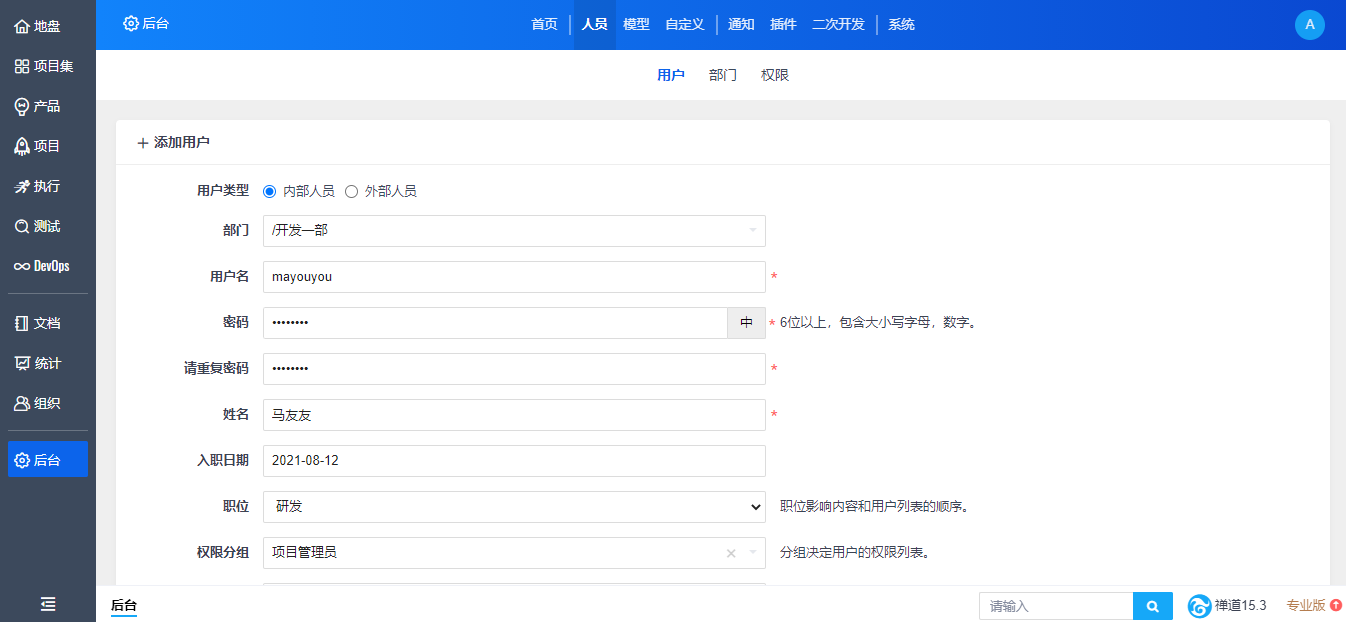 地盘
项目集
产品
项目
执行
测试
DevOps
文档
统计
组织
后台
后台
首页 人员 模型 自定义 通知 插件 二次开发 系统
A
用户 部门 权限
添加用户
用户类型 内部人员 外部人员
部门 /开发一部
用户名 mayouyou *
密码 •••••••• 中 * 6位以上，包含大小写字母，数字。
请重复密码 •••••••• *
姓名 马友友 *
入职日期 2021-08-12
职位 研发 职位影响内容和用户列表的顺序。
权限分组 项目管理员 × 分组决定用户的权限列表。
后台 请输入 禅道15.3 专业版